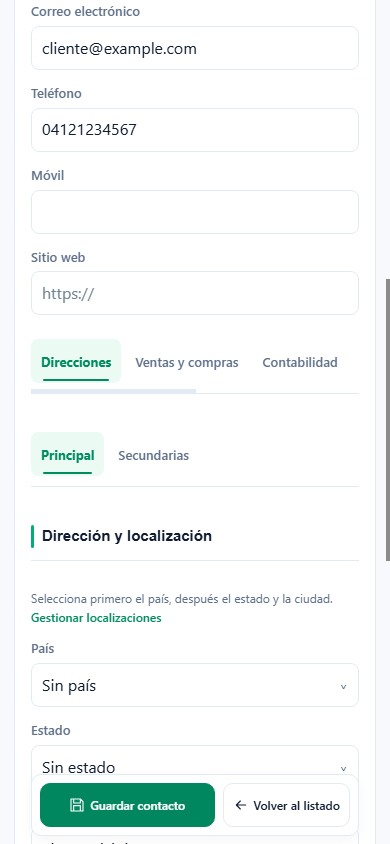 Correo electrónico
cliente@example.com
Teléfono
04121234567
Móvil
Sitio web
https://
Direcciones Ventas y compras Contabilidad
Principal Secundarias
Dirección y localización
Selecciona primero el país, después el estado y la ciudad.
Gestionar localizaciones
País
Sin país
Estado
Sin estado
Guardar contacto Volver al listado